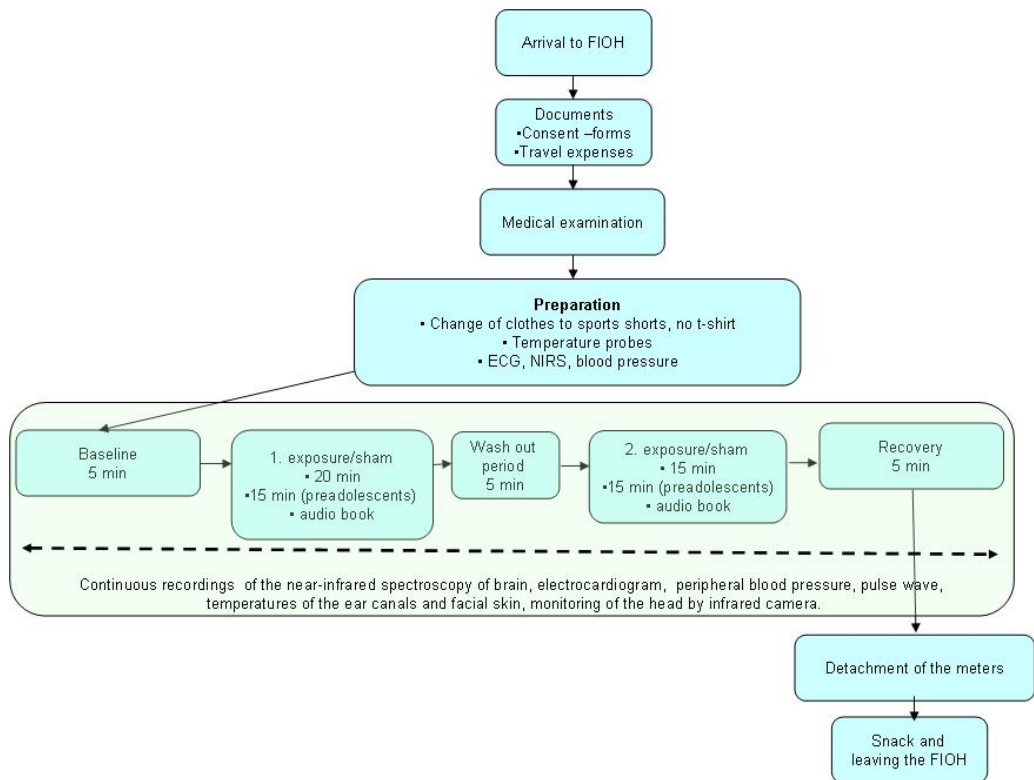 Arrival to FIOH
Documents
▪Consent –forms
▪Travel expenses
Medical examination
Preparation
▪ Change of clothes to sports shorts, no t-shirt
▪ Temperature probes
▪ ECG, NIRS, blood pressure
Baseline
5 min
1. exposure/sham
▪ 20 min
▪15 min (preadolescents)
▪ audio book
Wash out
period
5 min
2. exposure/sham
▪ 15 min
▪15 min (preadolescents)
▪ audio book
Recovery
5 min
Continuous recordings of the near-infrared spectroscopy of brain, electrocardiogram, peripheral blood pressure, pulse wave,
temperatures of the ear canals and facial skin, monitoring of the head by infrared camera.
Detachment of the meters
Snack and
leaving the FIOH